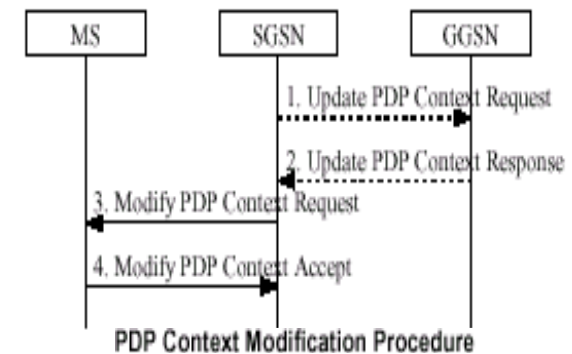 MS SGSN GGSN
1. Update PDP Context Request
2. Update PDP Context Response
3. Modify PDP Context Request
4. Modify PDP Context Accept
PDP Context Modification Procedure